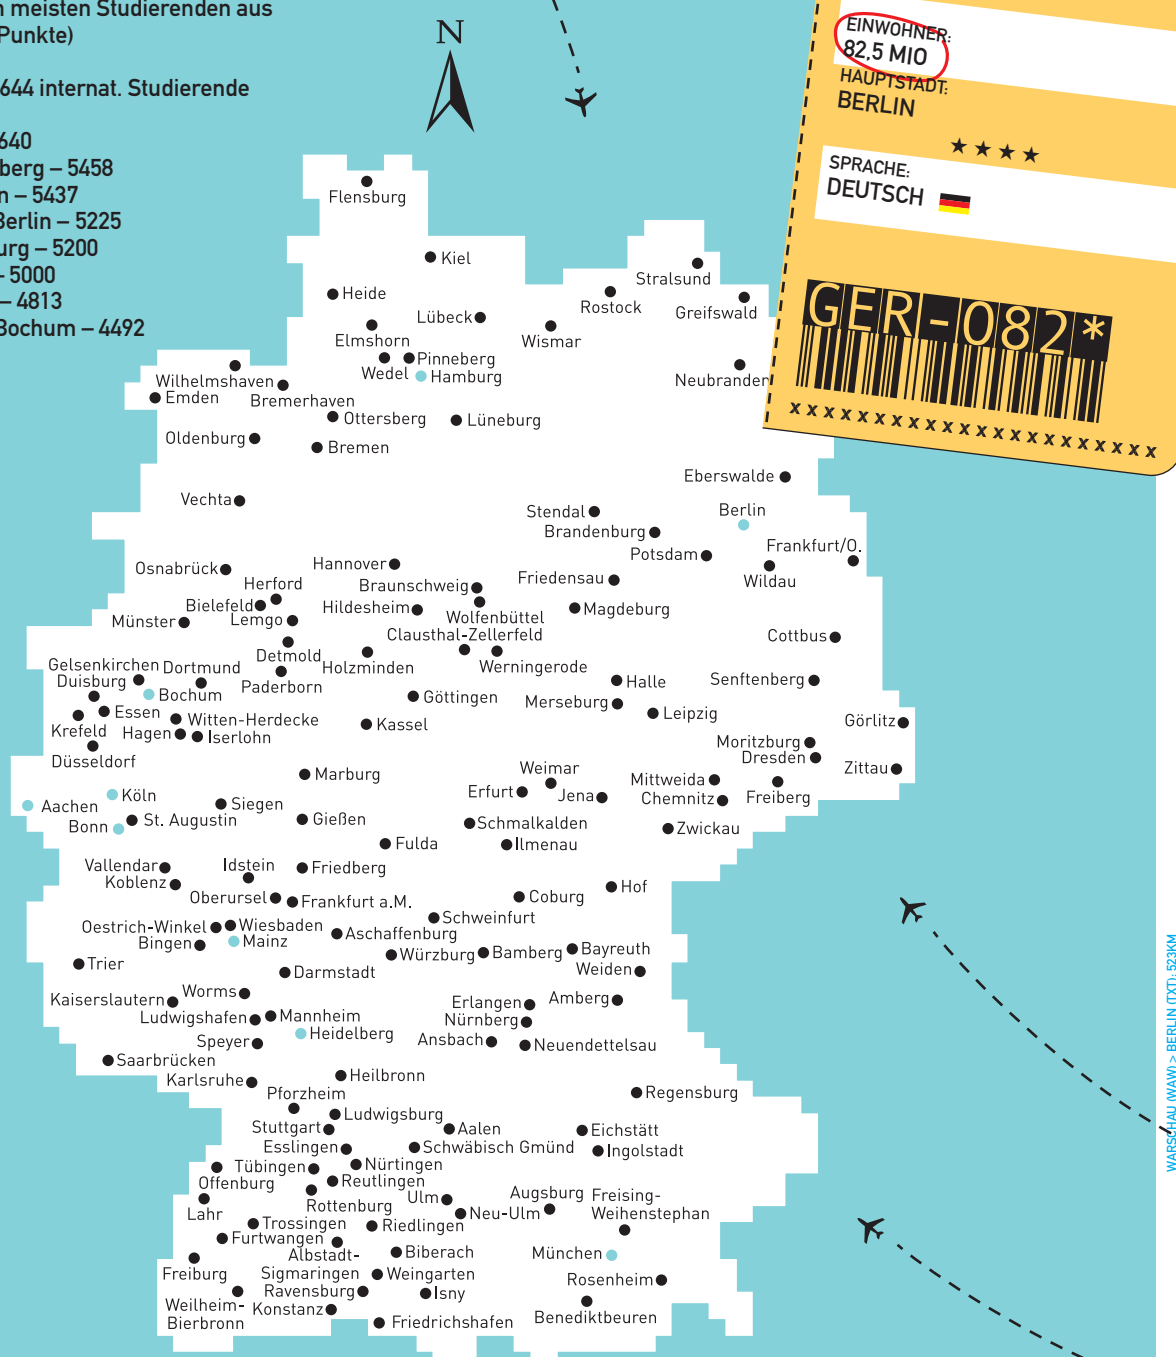 n meisten Studierenden aus
Punkte)
644 internat. Studierende
640
berg – 5458
n – 5437
Berlin – 5225
urg – 5200
- 5000
– 4813
Bochum – 4492
N
EINWOHNER:
82,5 MIO
HAUPTSTADT:
BERLIN
★ ★ ★ ★
SPRACHE:
DEUTSCH
GER-082*
x x x x x x x x x x x x x x x x x x x x x x
Flensburg
Kiel
Stralsund
Heide
Rostock
Greifswald
Lübeck
Elmshorn
Wismar
Pinneberg
Wedel
Hamburg
Neubranden
Wilhelmshaven
Emden
Bremerhaven
Ottersberg
Lüneburg
Oldenburg
Bremen
Eberswalde
Vechta
Stendal
Berlin
Brandenburg
Frankfurt/O.
Potsdam
Osnabrück
Hannover
Friedensau
Wildau
Herford
Braunschweig
Bielefeld
Hildesheim
Wolfenbüttel
Magdeburg
Münster
Lemgo
Clausthal-Zellerfeld
Cottbus
Detmold
Holzminden
Werningerode
Gelsenkirchen
Dortmund
Duisburg
Paderborn
Halle
Senftenberg
Bochum
Göttingen
Merseburg
Essen
Witten-Herdecke
Kassel
Leipzig
Görlitz
Krefeld
Hagen
Iserlohn
Moritzburg
Düsseldorf
Dresden
Marburg
Weimar
Mittweida
Zittau
Köln
Erfurt
Jena
Chemnitz
Freiberg
Aachen
Siegen
Bonn
St. Augustin
Gießen
Schmalkalden
Zwickau
Fulda
Ilmenau
Vallendar
Idstein
Friedberg
Koblenz
Hof
Oberursel
Frankfurt a.M.
Coburg
Oestrich-Winkel
Wiesbaden
Schweinfurt
Bingen
Mainz
Aschaffenburg
Trier
Würzburg
Bamberg
Bayreuth
Darmstadt
Weiden
Kaiserslautern
Worms
Erlangen
Amberg
Ludwigshafen
Mannheim
Nürnberg
Speyer
Heidelberg
Ansbach
Neuendettelsau
Saarbrücken
Karlsruhe
Heilbronn
Pforzheim
Regensburg
Ludwigsburg
Stuttgart
Aalen
Eichstätt
Esslingen
Schwäbisch Gmünd
Ingolstadt
Tübingen
Nürtingen
Offenburg
Reutlingen
Augsburg
Freising-
Weihenstephan
Lahr
Rottenburg
Ulm
Neu-Ulm
Trossingen
Riedlingen
Furtwangen
Albstadt-
Sigmaringen
Biberach
München
Freiburg
Weingarten
Rosenheim
Ravensburg
Isny
Weilheim-
Bierbronn
Konstanz
Benediktbeuren
Friedrichshafen
WARSCHAU (WAW) > BERLIN (TXT): 523KM